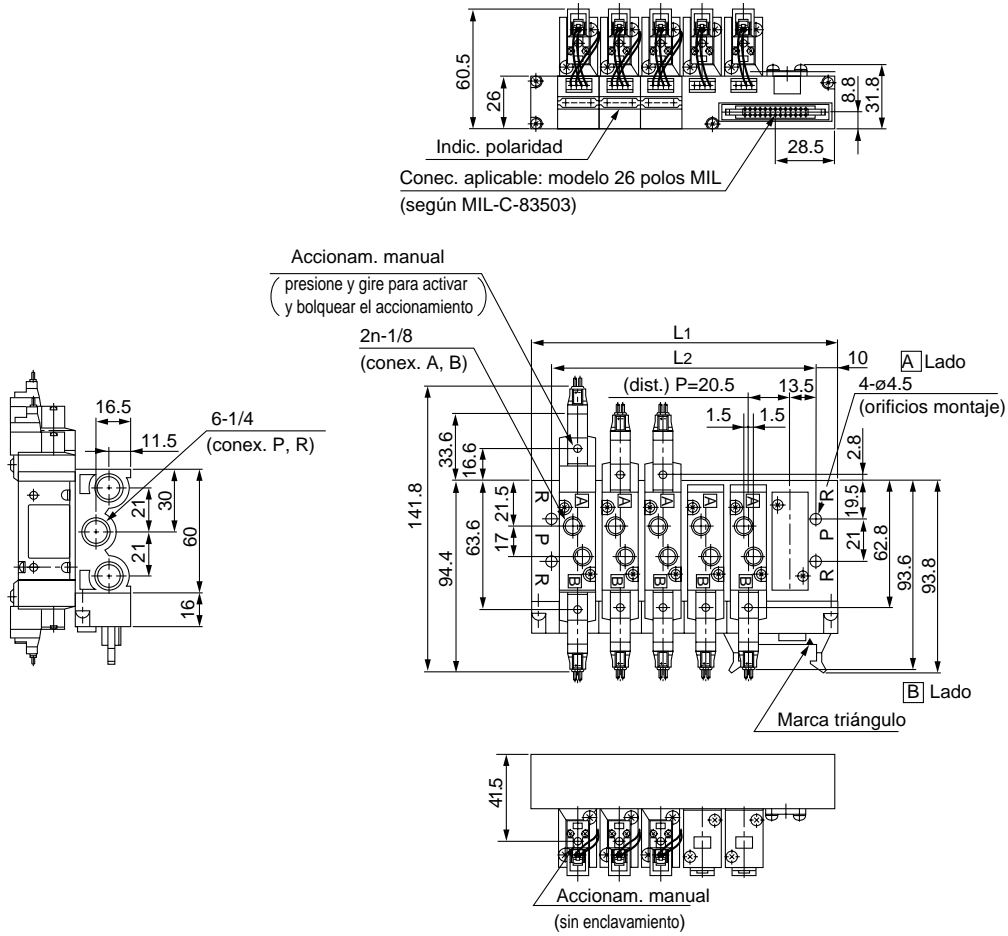 60.5
26
8.8
31.8
28.5
Indic. polaridad
Conec. aplicable: modelo 26 polos MIL
(según MIL-C-83503)
Accionam. manual
(presione y gire para activar
y bolquear el accionamiento)
2n-1/8
(conex. A, B)
L1
L2
10
A Lado
(dist.) P=20.5
13.5
4-ø4.5
(orificios montaje)
1.5
1.5
2.8
16.5
11.5
6-1/4
(conex. P, R)
21
21
30
60
16
141.8
33.6
16.6
94.4
63.6
21.5
17
R
P
R
A
A
A
A
A
B
B
B
B
B
R
P
R
19.5
21
62.8
93.6
93.8
B Lado
Marca triángulo
41.5
Accionam. manual
(sin enclavamiento)